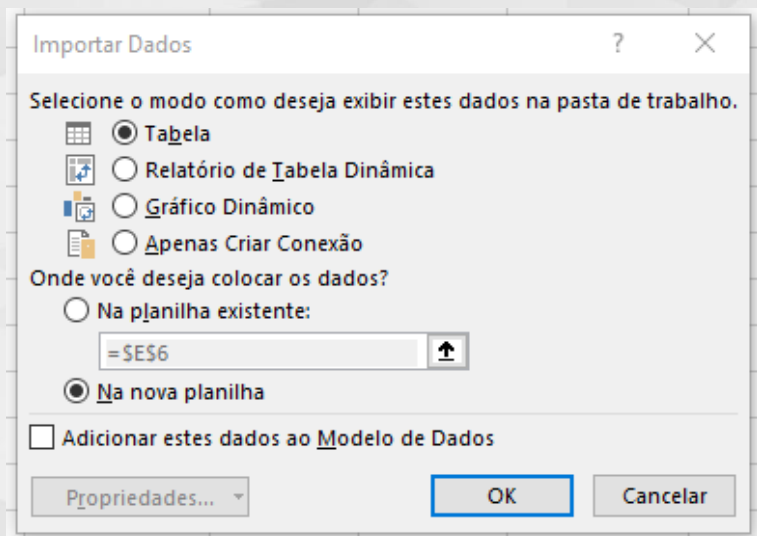 Importar Dados ?
Selecione o modo como deseja exibir estes dados na pasta de trabalho.
Tabela
Relatório de Tabela Dinâmica
Gráfico Dinâmico
Apenas Criar Conexão
Onde você deseja colocar os dados?
Na planilha existente:
=$E$6
Na nova planilha
Adicionar estes dados ao Modelo de Dados
Propriedades... OK Cancelar